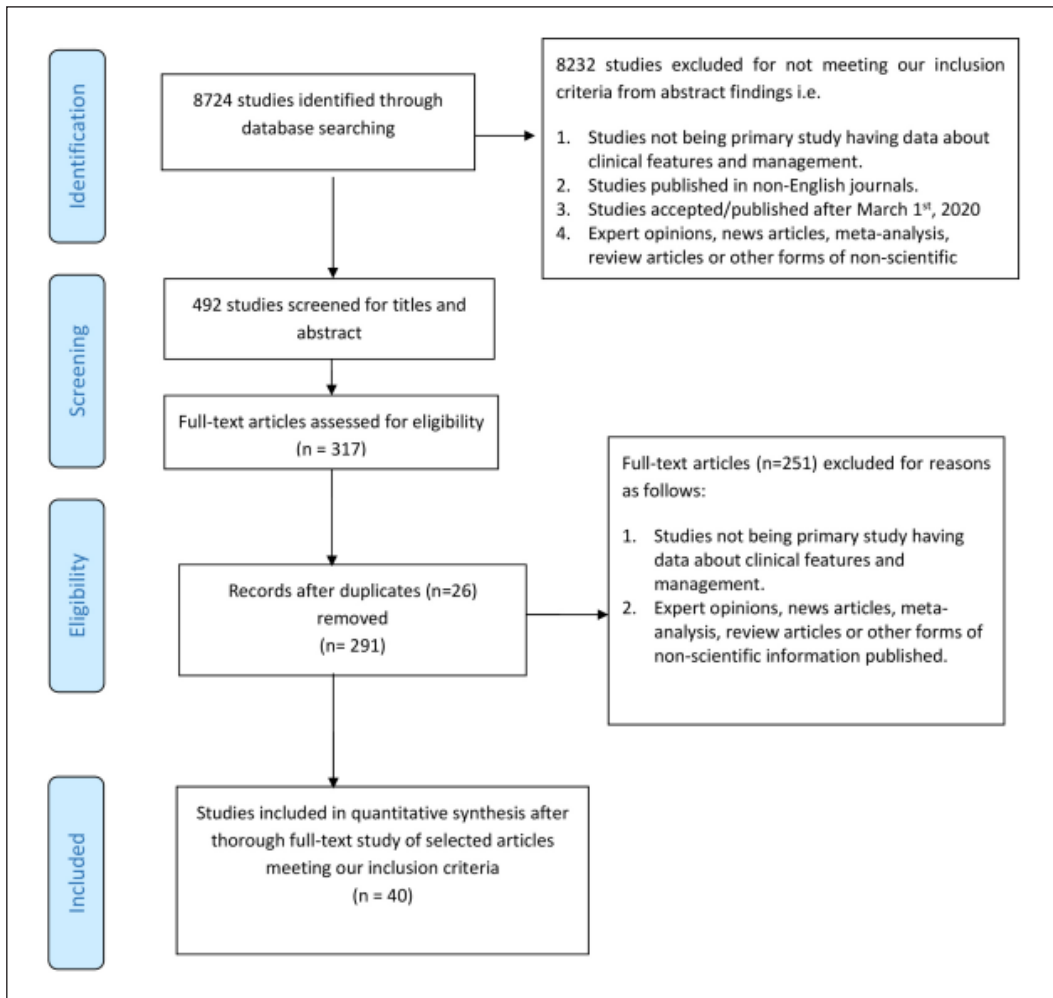 Identification
8724 studies identified through
database searching
8232 studies excluded for not meeting our inclusion
criteria from abstract findings i.e.
1. Studies not being primary study having data about
clinical features and management.
2. Studies published in non-English journals.
3. Studies accepted/published after March 1st, 2020
4. Expert opinions, news articles, meta-analysis,
review articles or other forms of non-scientific
Screening
492 studies screened for titles and
abstract
Full-text articles assessed for eligibility
(n = 317)
Eligibility
Records after duplicates (n=26)
removed
(n= 291)
Full-text articles (n=251) excluded for reasons
as follows:
1. Studies not being primary study having
data about clinical features and
management.
2. Expert opinions, news articles, meta-
analysis, review articles or other forms of
non-scientific information published.
Included
Studies included in quantitative synthesis after
thorough full-text study of selected articles
meeting our inclusion criteria
(n = 40)